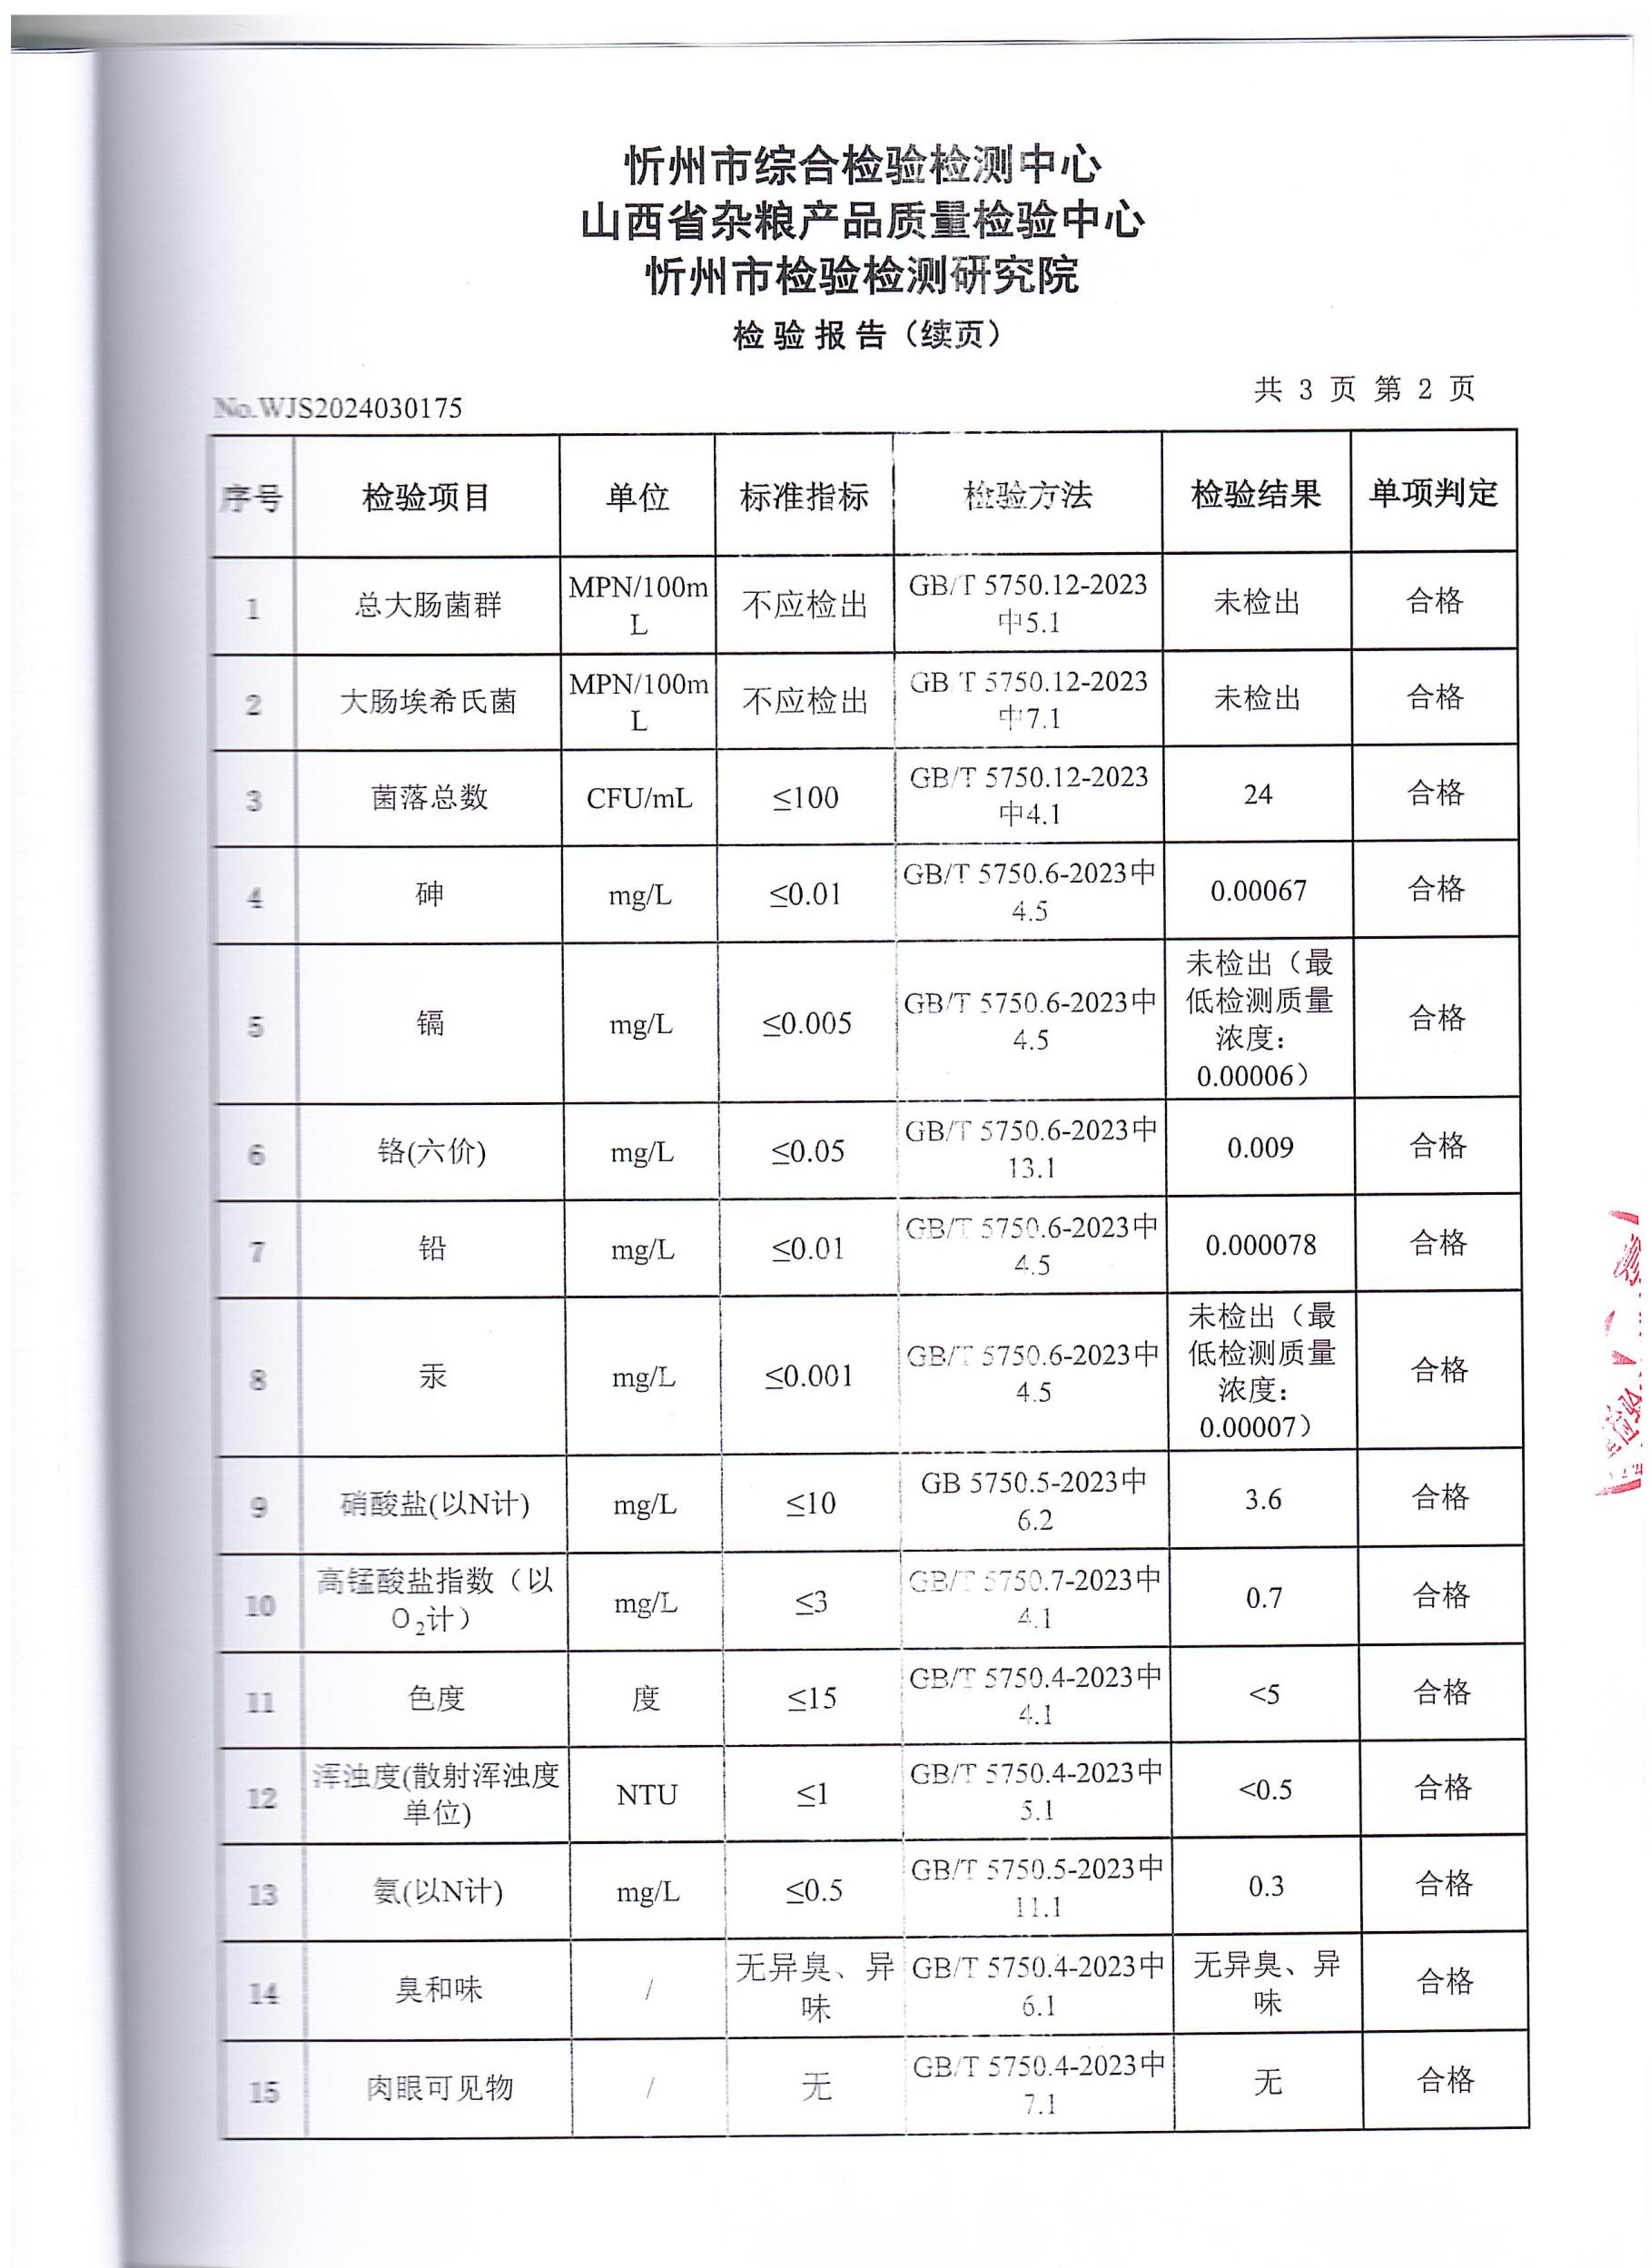 忻州市综合检验检测中心
山西省杂粮产品质量检验中心
忻州市检验检测研究院
检验报告（续页）
共 3 页 第 2 页
No.WJS2024030175
序号 检验项目 单位 标准指标 检验方法 检验结果 单项判定
1 总大肠菌群 MPN/100m
L 不应检出 GB/T 5750.12-2023
中5.1 未检出 合格
2 大肠埃希氏菌 MPN/100m
L 不应检出 GB/T 5750.12-2023
中7.1 未检出 合格
3 菌落总数 CFU/mL ≤100 GB/T 5750.12-2023
中4.1 24 合格
4 砷 mg/L ≤0.01 GB/T 5750.6-2023中
4.5 0.00067 合格
5 镉 mg/L ≤0.005 GB/T 5750.6-2023中
4.5 未检出（最
低检测质量
浓度：
0.00006） 合格
6 铬(六价) mg/L ≤0.05 GB/T 5750.6-2023中
13.1 0.009 合格
7 铅 mg/L ≤0.01 GB/T 5750.6-2023中
4.5 0.000078 合格
8 汞 mg/L ≤0.001 GB/T 5750.6-2023中
4.5 未检出（最
低检测质量
浓度：
0.00007） 合格
9 硝酸盐(以N计) mg/L ≤10 GB 5750.5-2023中
6.2 3.6 合格
10 高锰酸盐指数（以
O₂计） mg/L ≤3 GB/T 5750.7-2023中
4.1 0.7 合格
11 色度 度 ≤15 GB/T 5750.4-2023中
4.1 <5 合格
12 浑浊度(散射浑浊度
单位) NTU ≤1 GB/T 5750.4-2023中
5.1 <0.5 合格
13 氨(以N计) mg/L ≤0.5 GB/T 5750.5-2023中
11.1 0.3 合格
14 臭和味 / 无异臭、异
味 GB/T 5750.4-2023中
6.1 无异臭、异
味 合格
15 肉眼可见物 / 无 GB/T 5750.4-2023中
7.1 无 合格